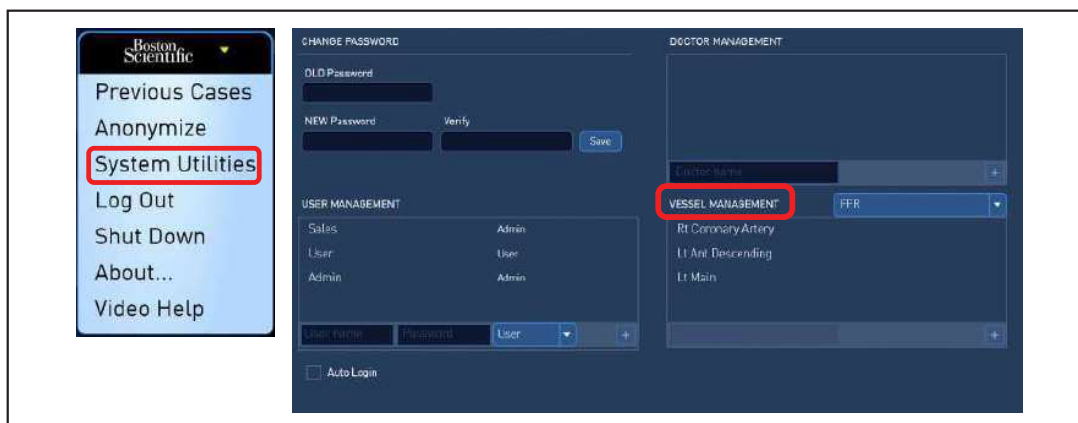 Boston
Scientific
Previous Cases
Anonymize
System Utilities
Log Out
Shut Down
About...
Video Help
CHANGE PASSWORD
OLD Password
NEW Password Verify
Save
USER MANAGEMENT
Sales Admin
User User
Admin Admin
User name Password User +
Auto Login
DOCTOR MANAGEMENT
Doctor name +
VESSEL MANAGEMENT FFR
Rt Coronary Artery
Lt Ant Descending
Lt Main
+